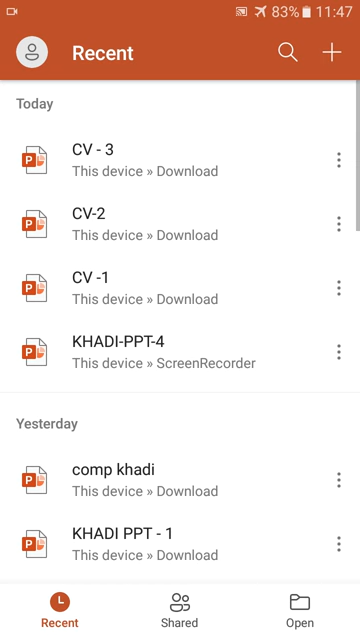 83% 11:47
Recent
Today
CV - 3
This device » Download
CV-2
This device » Download
CV -1
This device » Download
KHADI-PPT-4
This device » ScreenRecorder
Yesterday
comp khadi
This device » Download
KHADI PPT - 1
This device » Download
Recent Shared Open